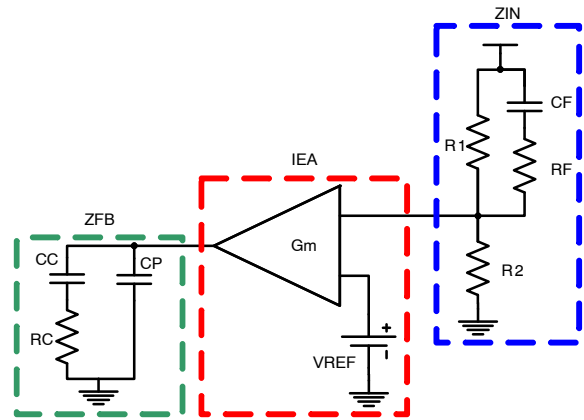 ZIN
CF
R1
RF
IEA
ZFB
Gm
CC
CP
R2
+
RC
VREF
-